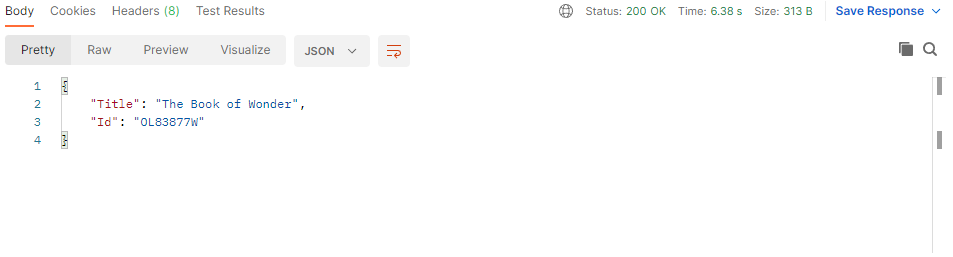 Body Cookies Headers (8) Test Results Status: 200 OK Time: 6.38 s Size: 313 B Save Response
Pretty Raw Preview Visualize JSON
1 {
2 "Title": "The Book of Wonder",
3 "Id": "OL83877W"
4 }